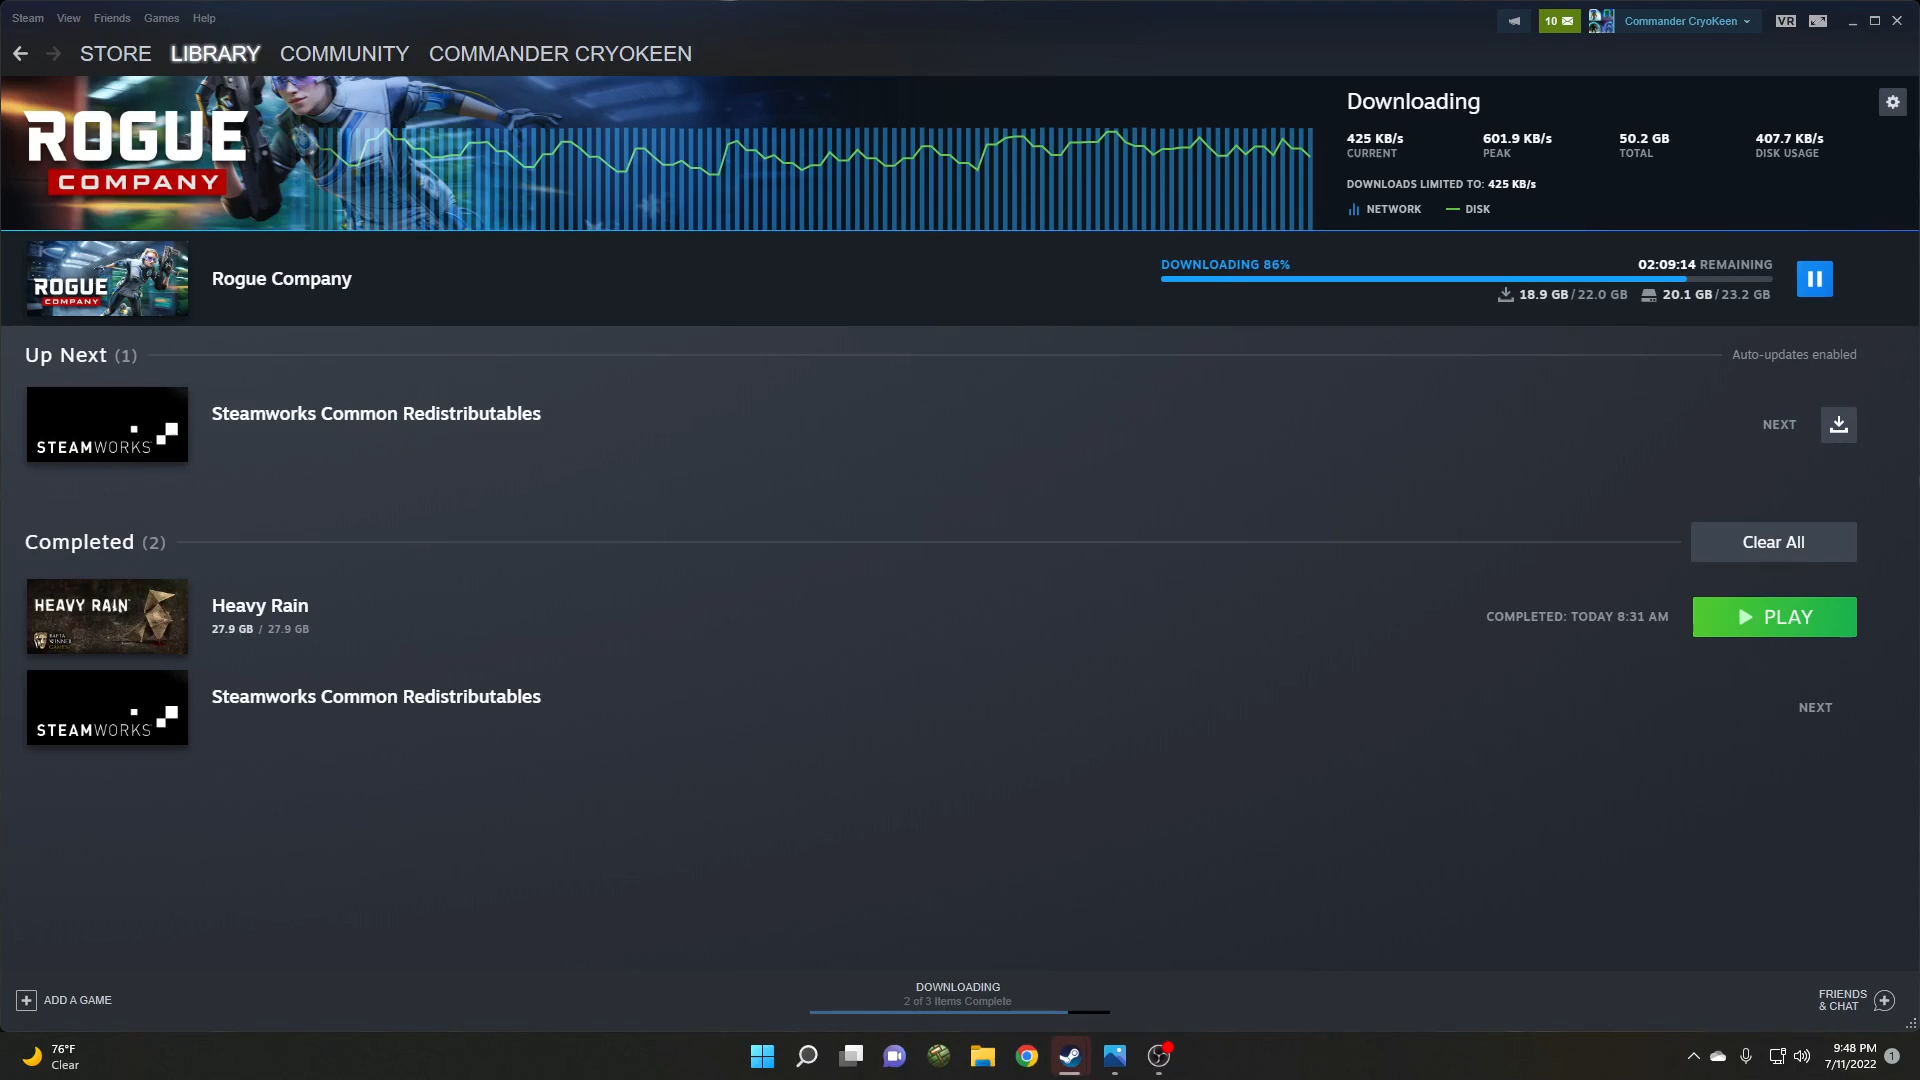 Steam View Friends Games Help
10 Commander CryoKeen VR
STORE LIBRARY COMMUNITY COMMANDER CRYOKEEN
ROGUE
COMPANY
Downloading
425 KB/s 601.9 KB/s 50.2 GB 407.7 KB/s
CURRENT PEAK TOTAL DISK USAGE
DOWNLOADS LIMITED TO: 425 KB/s
NETWORK DISK
ROGUE
COMPANY
Rogue Company
DOWNLOADING 86% 02:09:14 REMAINING
18.9 GB / 22.0 GB 20.1 GB / 23.2 GB
Up Next (1) Auto-updates enabled
STEAMWORKS
Steamworks Common Redistributables
NEXT
Completed (2) Clear All
HEAVY RAIN
BAFTA
WINNER
GAMES
Heavy Rain
27.9 GB / 27.9 GB
COMPLETED: TODAY 8:31 AM PLAY
STEAMWORKS
Steamworks Common Redistributables
NEXT
ADD A GAME
DOWNLOADING
2 of 3 Items Complete
FRIENDS
& CHAT
76°F
Clear
9:48 PM
7/11/2022
1